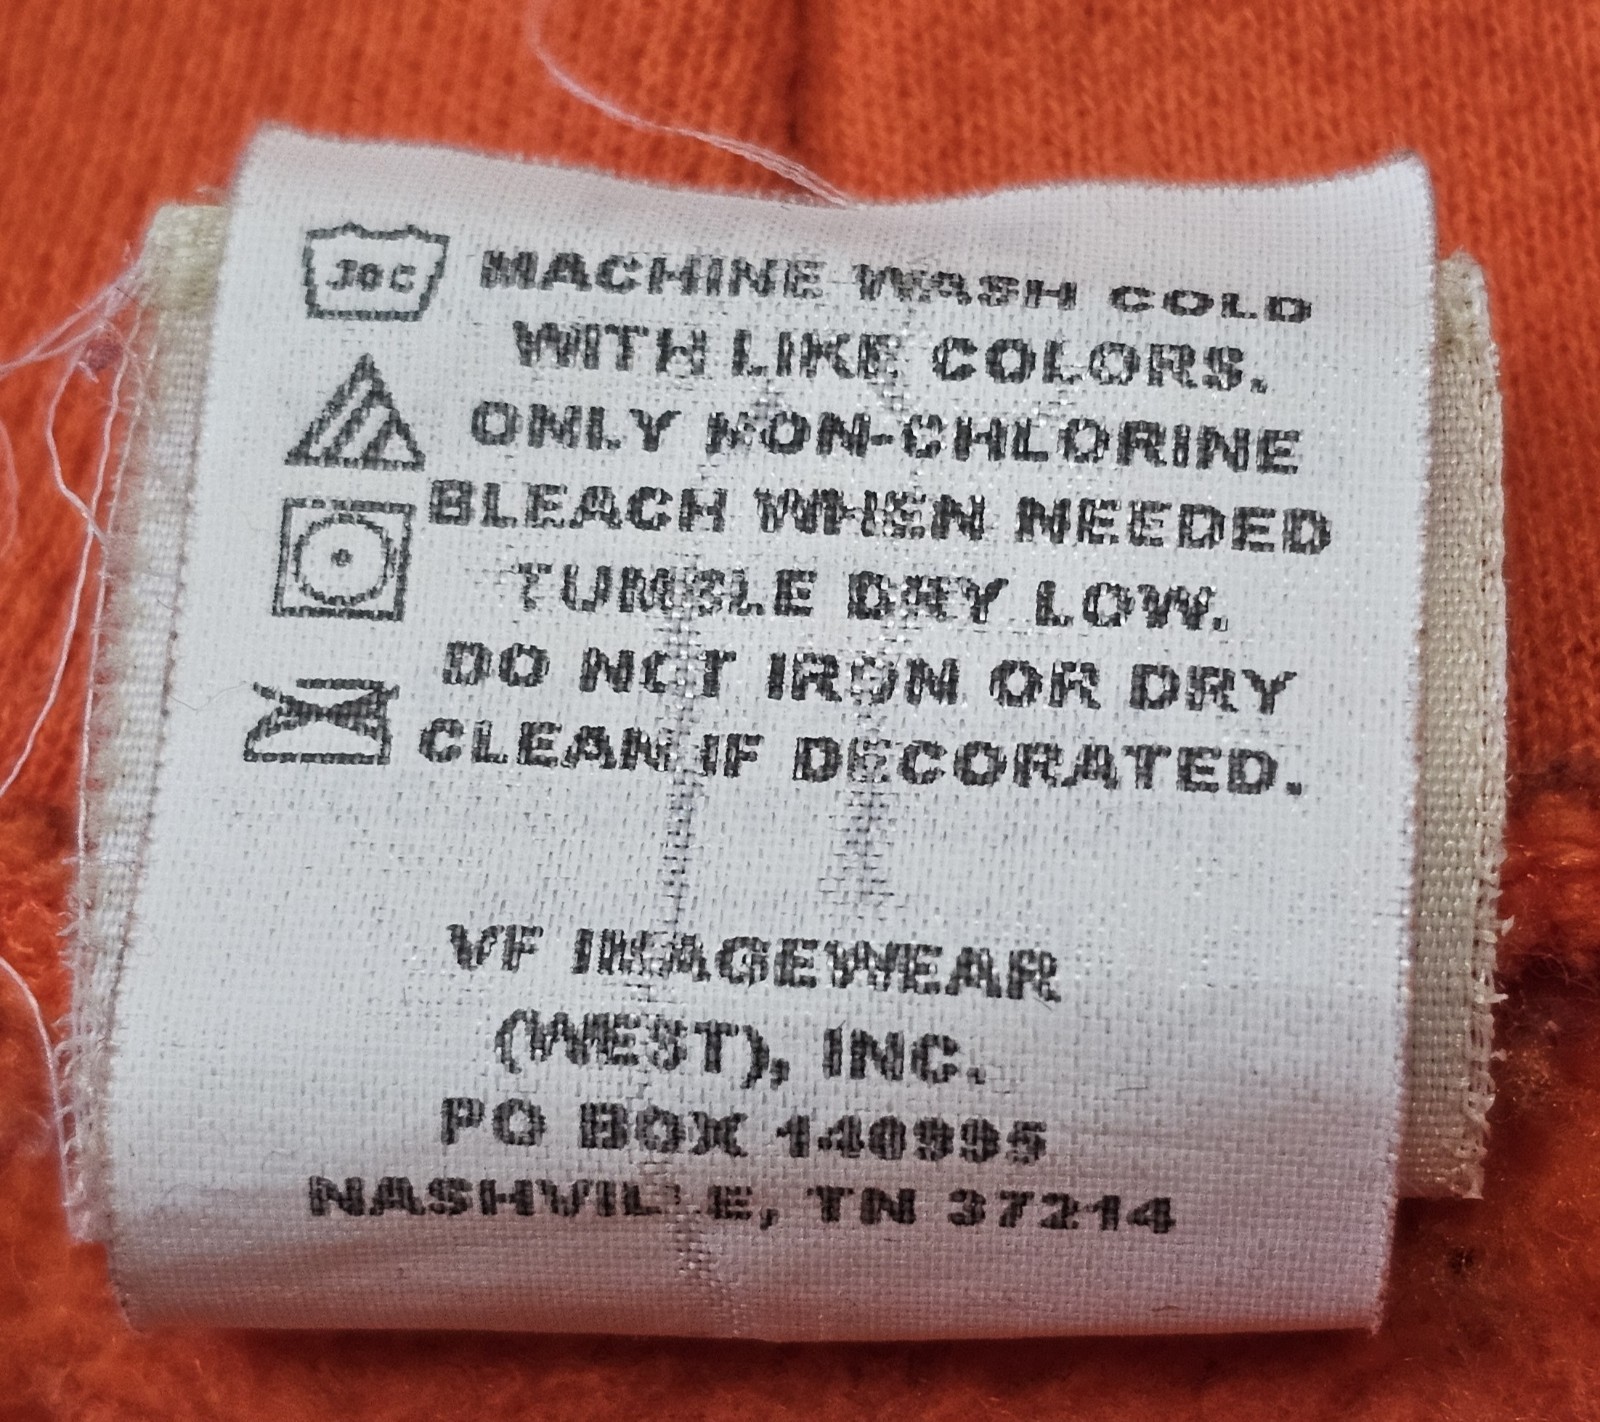 30C MACHINE WASH COLD
WITH LIKE COLORS.
ONLY NON-CHLORINE
BLEACH WHEN NEEDED
TUMBLE DRY LOW.
DO NOT IRON OR DRY
CLEAN IF DECORATED.
VF IMAGEWEAR
(WEST), INC.
PO BOX 140995
NASHVILLE, TN 37214